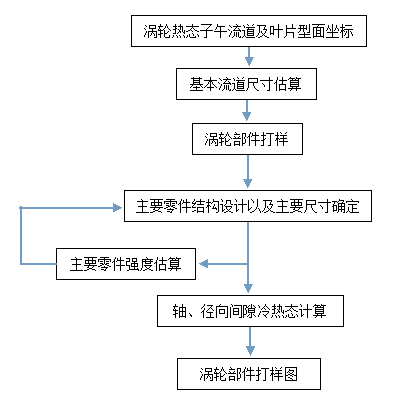 涡轮热态子午流道及叶片型面坐标
基本流道尺寸估算
涡轮部件打样
主要零件结构设计以及主要尺寸确定
主要零件强度估算
轴、径向间隙冷热态计算
涡轮部件打样图